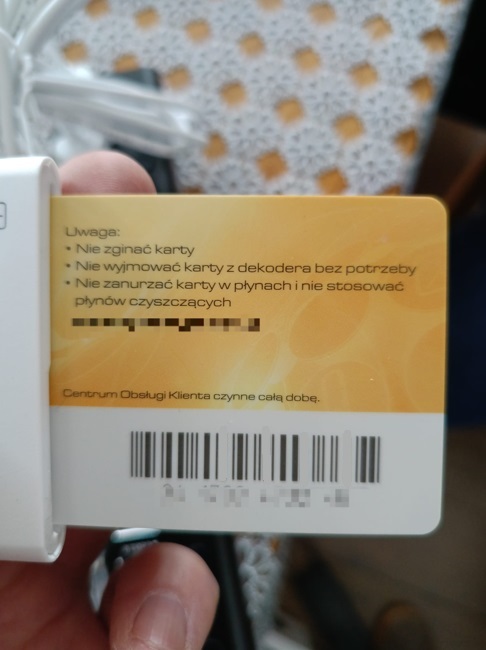 Uwaga:
• Nie zginać karty
• Nie wyjmować karty z dekodera bez potrzeby
• Nie zanurzać karty w płynach i nie stosować
płynów czyszczących
Centrum Obsługi Klienta czynne całą dobę.